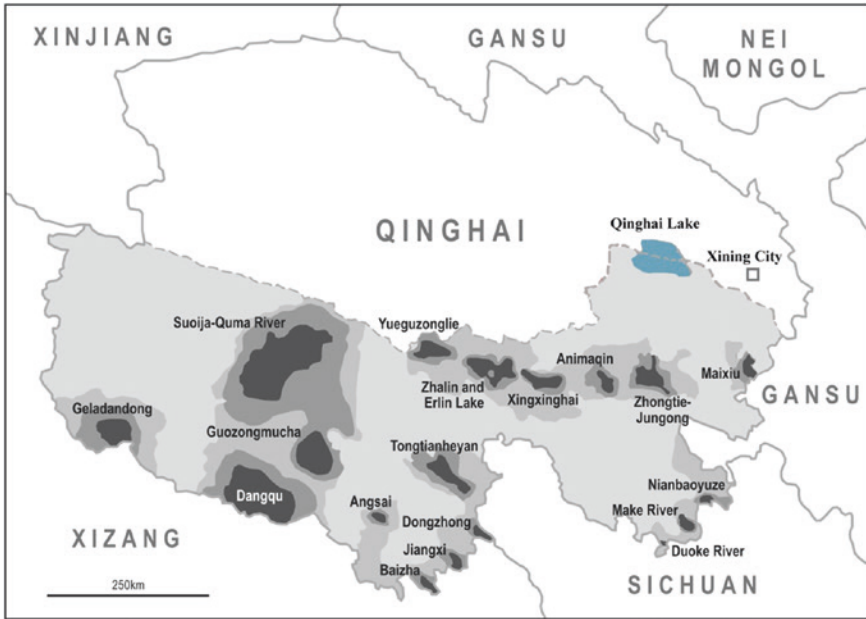 XINJIANG
GANSU
NEI
MONGOL
QINGHAI
Qinghai Lake
Xining City
Suoija-Quma River
Yueguzonglie
Animaqin
Maixiu
Zhalin and
Erlin Lake
Xingxinghai
Zhongtie-
Jungong
GANSU
Geladandong
Guozongmucha
Tongtianheyan
Nianbaoyuze
Dangqu
Angsai
Dongzhong
Make River
XIZANG
Jiangxi
Duoke River
Baizha
SICHUAN
250km